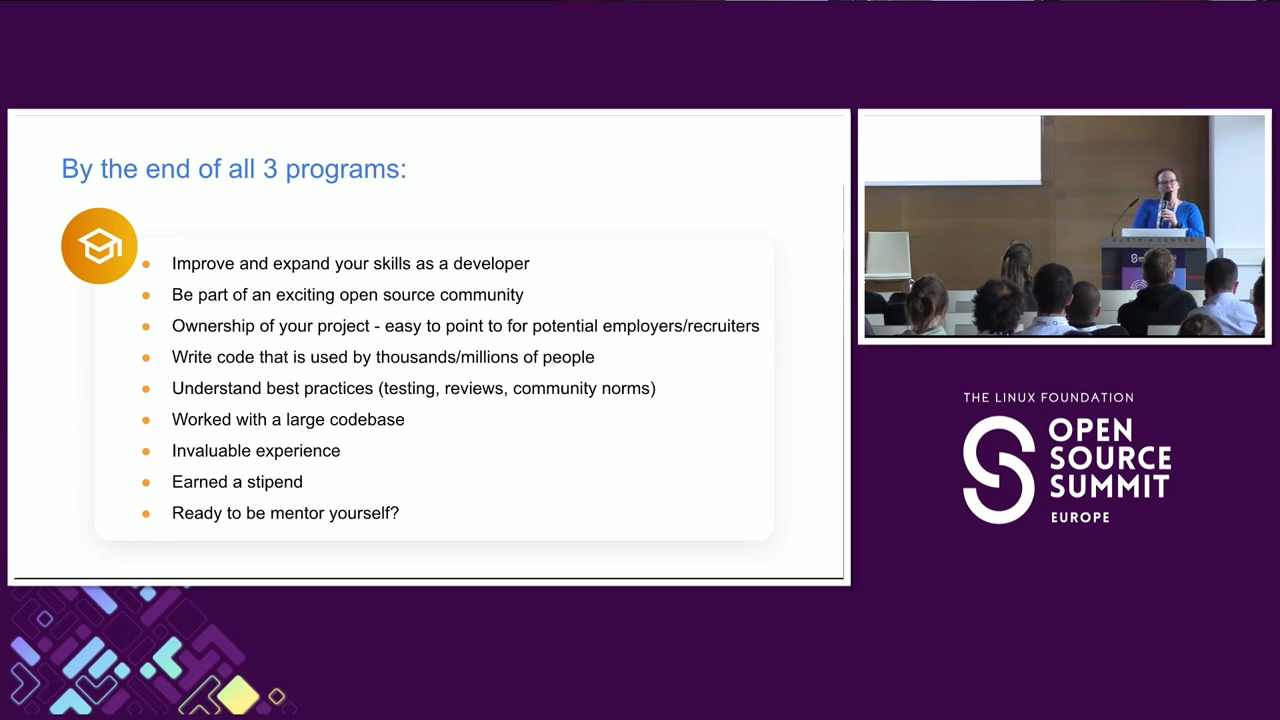 By the end of all 3 programs:
Improve and expand your skills as a developer
Be part of an exciting open source community
Ownership of your project - easy to point to for potential employers/recruiters
Write code that is used by thousands/millions of people
Understand best practices (testing, reviews, community norms)
Worked with a large codebase
Invaluable experience
Earned a stipend
Ready to be mentor yourself?
AUSTRIA CENTER
THE LINUX FOUNDATION
OPEN
SOURCE
SUMMIT
EUROPE